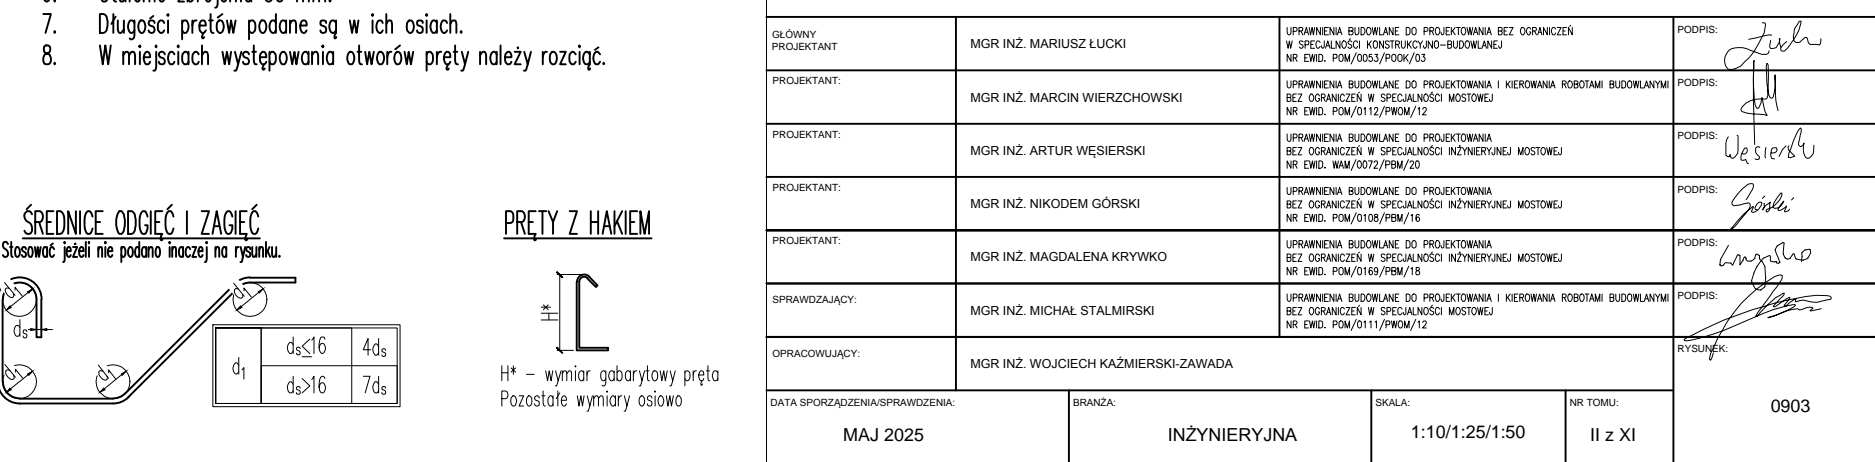 7. Długości prętów podane są w ich osiach.
8. W miejsciach występowania otworów pręty należy rozciąć.
ŚREDNICE ODGIĘĆ I ZAGIĘĆ
Stosować jeżeli nie podano inaczej na rysunku.
d1
d1
ds
d1
d1
d1
ds≤16
4ds
ds>16
7ds
PRĘTY Z HAKIEM
H*
H* – wymiar gabarytowy pręta
Pozostałe wymiary osiowo
GŁÓWNY
PROJEKTANT
MGR INŻ. MARIUSZ ŁUCKI
UPRAWNIENIA BUDOWLANE DO PROJEKTOWANIA BEZ OGRANICZEŃ
W SPECJALNOŚCI KONSTRUKCYJNO–BUDOWLANEJ
NR EWID. POM/0053/POOK/03
PODPIS:
PROJEKTANT:
MGR INŻ. MARCIN WIERZCHOWSKI
UPRAWNIENIA BUDOWLANE DO PROJEKTOWANIA I KIEROWANIA ROBOTAMI BUDOWLANYMI
BEZ OGRANICZEŃ W SPECJALNOŚCI MOSTOWEJ
NR EWID. POM/0112/PWOM/12
PODPIS:
PROJEKTANT:
MGR INŻ. ARTUR WĘSIERSKI
UPRAWNIENIA BUDOWLANE DO PROJEKTOWANIA
BEZ OGRANICZEŃ W SPECJALNOŚCI INŻYNIERYJNEJ MOSTOWEJ
NR EWID. WAM/0072/PBM/20
PODPIS:
Węsierski
PROJEKTANT:
MGR INŻ. NIKODEM GÓRSKI
UPRAWNIENIA BUDOWLANE DO PROJEKTOWANIA
BEZ OGRANICZEŃ W SPECJALNOŚCI INŻYNIERYJNEJ MOSTOWEJ
NR EWID. POM/0108/PBM/16
PODPIS:
Górski
PROJEKTANT:
MGR INŻ. MAGDALENA KRYWKO
UPRAWNIENIA BUDOWLANE DO PROJEKTOWANIA
BEZ OGRANICZEŃ W SPECJALNOŚCI INŻYNIERYJNEJ MOSTOWEJ
NR EWID. POM/0169/PBM/18
PODPIS:
SPRAWDZAJĄCY:
MGR INŻ. MICHAŁ STALMIRSKI
UPRAWNIENIA BUDOWLANE DO PROJEKTOWANIA I KIEROWANIA ROBOTAMI BUDOWLANYMI
BEZ OGRANICZEŃ W SPECJALNOŚCI MOSTOWEJ
NR EWID. POM/0111/PWOM/12
PODPIS:
OPRACOWUJĄCY:
MGR INŻ. WOJCIECH KAŹMIERSKI-ZAWADA
RYSUNEK:
0903
DATA SPORZĄDZENIA/SPRAWDZENIA:
MAJ 2025
BRANŻA:
INŻYNIERYJNA
SKALA:
1:10/1:25/1:50
NR TOMU:
II z XI